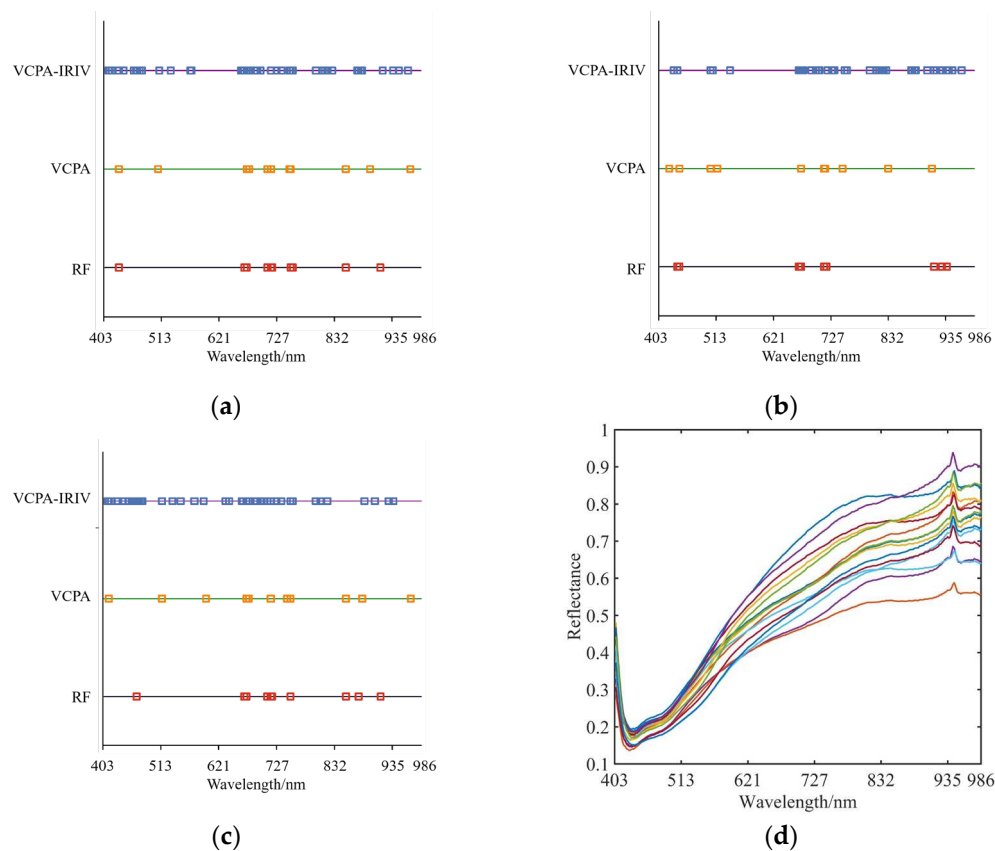 VCPA-IRIV
VCPA
RF
403 513 621 727 832 935 986
Wavelength/nm
(a)
VCPA-IRIV
VCPA
RF
403 513 621 727 832 935 986
Wavelength/nm
(b)
VCPA-IRIV
VCPA
RF
403 513 621 727 832 935 986
Wavelength/nm
(c)
1
0.9
0.8
0.7
0.6
0.5
0.4
0.3
0.2
0.1
Reflectance
403 513 621 727 832 935 986
Wavelength/nm
(d)